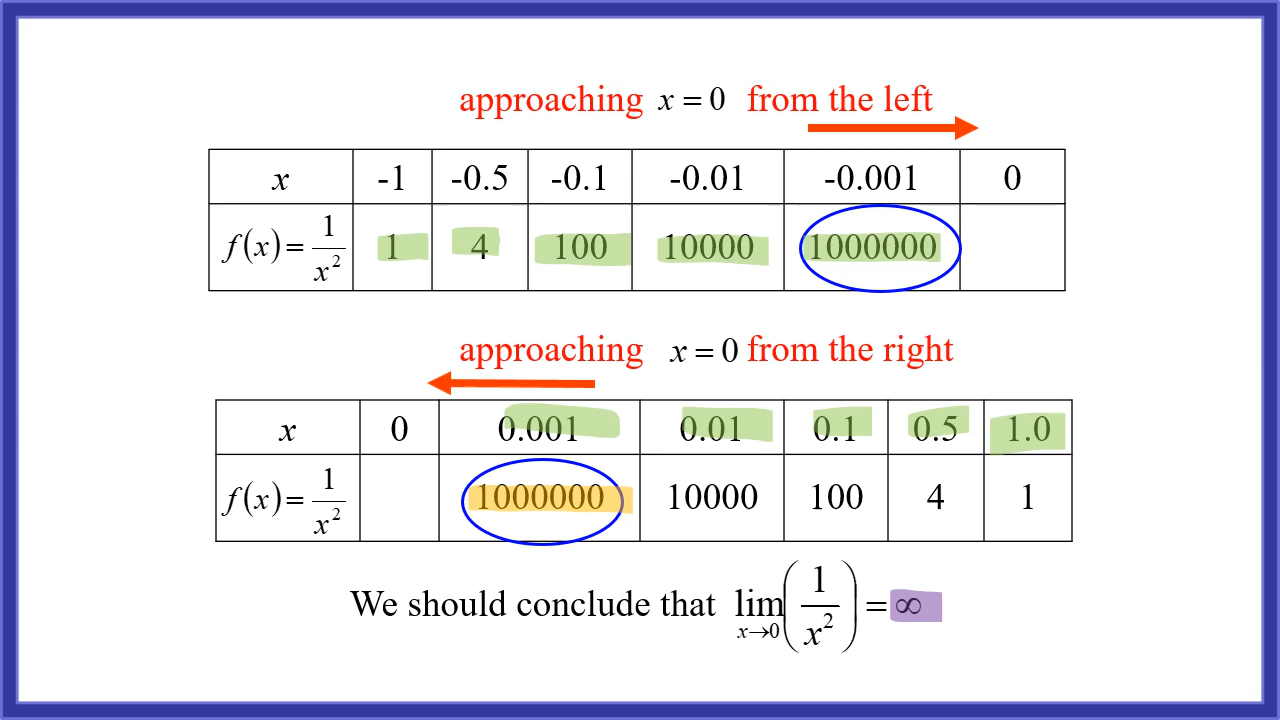 approaching x = 0 from the left
x -1 -0.5 -0.1 -0.01 -0.001 0
f(x) = 1/x² 1 4 100 10000 1000000
approaching x = 0 from the right
x 0 0.001 0.01 0.1 0.5 1.0
f(x) = 1/x² 1000000 10000 100 4 1
We should conclude that lim x→0 (1/x²) = ∞